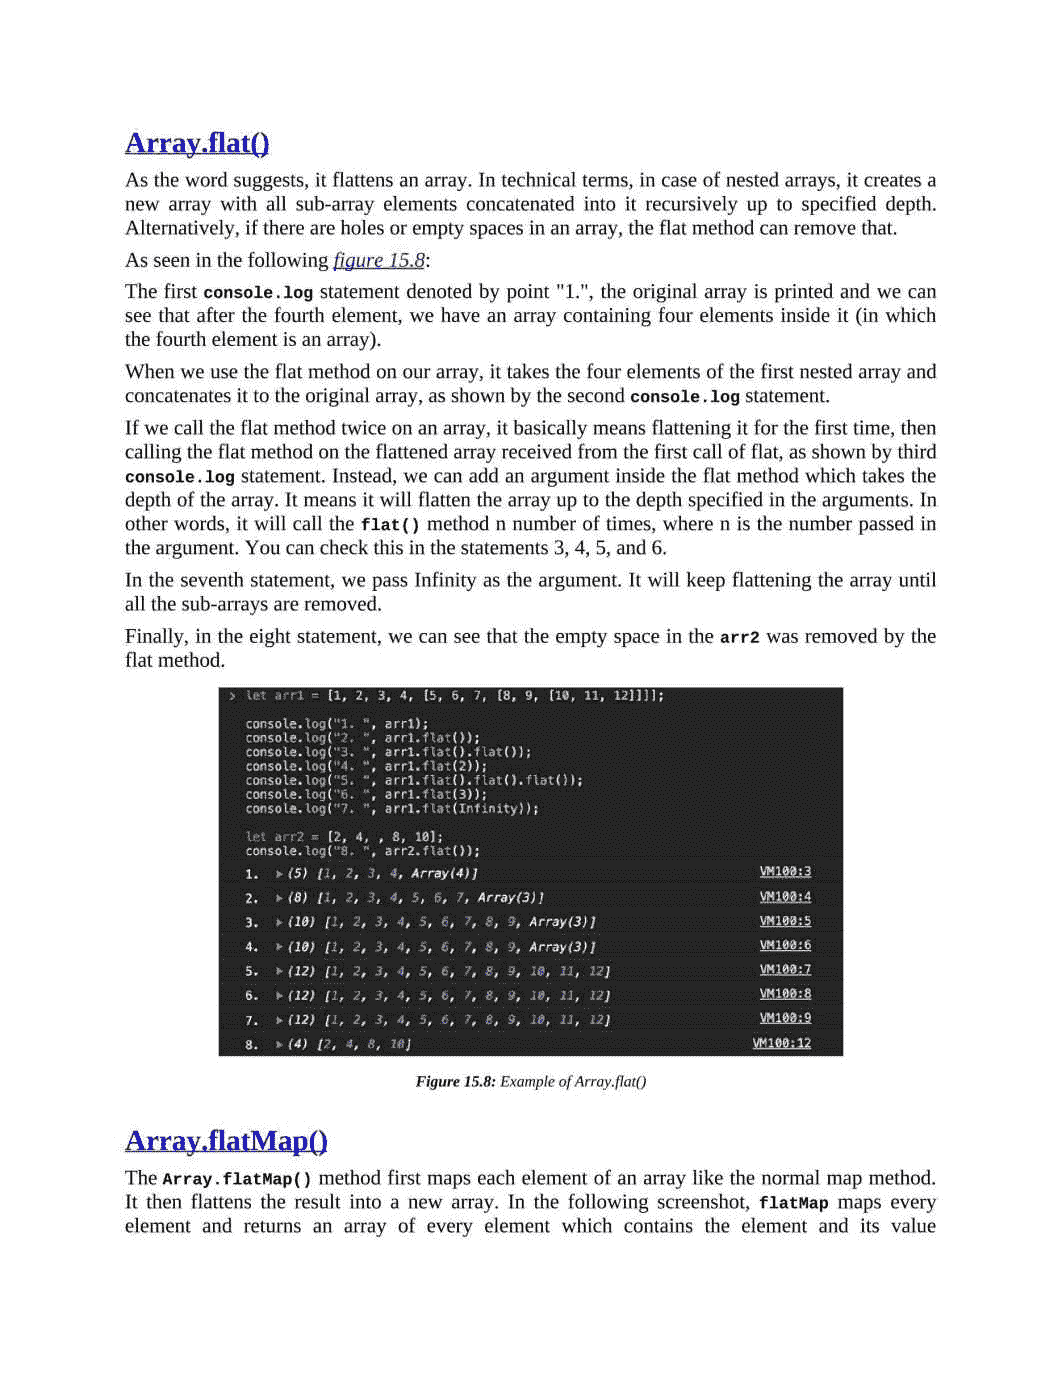 Array.flat()
As the word suggests, it flattens an array. In technical terms, in case of nested arrays, it creates a
new array with all sub-array elements concatenated into it recursively up to specified depth.
Alternatively, if there are holes or empty spaces in an array, the flat method can remove that.
As seen in the following figure 15.8:
The first console.log statement denoted by point "1.", the original array is printed and we can
see that after the fourth element, we have an array containing four elements inside it (in which
the fourth element is an array).
When we use the flat method on our array, it takes the four elements of the first nested array and
concatenates it to the original array, as shown by the second console.log statement.
If we call the flat method twice on an array, it basically means flattening it for the first time, then
calling the flat method on the flattened array received from the first call of flat, as shown by third
console.log statement. Instead, we can add an argument inside the flat method which takes the
depth of the array. It means it will flatten the array up to the depth specified in the arguments. In
other words, it will call the flat() method n number of times, where n is the number passed in
the argument. You can check this in the statements 3, 4, 5, and 6.
In the seventh statement, we pass Infinity as the argument. It will keep flattening the array until
all the sub-arrays are removed.
Finally, in the eight statement, we can see that the empty space in the arr2 was removed by the
flat method.
> let arr1 = [1, 2, 3, 4, [5, 6, 7, [8, 9, [10, 11, 12]]]];
console.log("1. ", arr1);
console.log("2. ", arr1.flat());
console.log("3. ", arr1.flat().flat());
console.log("4. ", arr1.flat(2));
console.log("5. ", arr1.flat().flat().flat());
console.log("6. ", arr1.flat(3));
console.log("7. ", arr1.flat(Infinity));
let arr2 = [2, 4, , 8, 10];
console.log("8. ", arr2.flat());
1. ▶ (5) [1, 2, 3, 4, Array(4)] VM100:3
2. ▶ (8) [1, 2, 3, 4, 5, 6, 7, Array(3)] VM100:4
3. ▶ (10) [1, 2, 3, 4, 5, 6, 7, 8, 9, Array(3)] VM100:5
4. ▶ (10) [1, 2, 3, 4, 5, 6, 7, 8, 9, Array(3)] VM100:6
5. ▶ (12) [1, 2, 3, 4, 5, 6, 7, 8, 9, 10, 11, 12] VM100:7
6. ▶ (12) [1, 2, 3, 4, 5, 6, 7, 8, 9, 10, 11, 12] VM100:8
7. ▶ (12) [1, 2, 3, 4, 5, 6, 7, 8, 9, 10, 11, 12] VM100:9
8. ▶ (4) [2, 4, 8, 10] VM100:12
Figure 15.8: Example of Array.flat()
Array.flatMap()
The Array.flatMap() method first maps each element of an array like the normal map method.
It then flattens the result into a new array. In the following screenshot, flatMap maps every
element and returns an array of every element which contains the element and its value